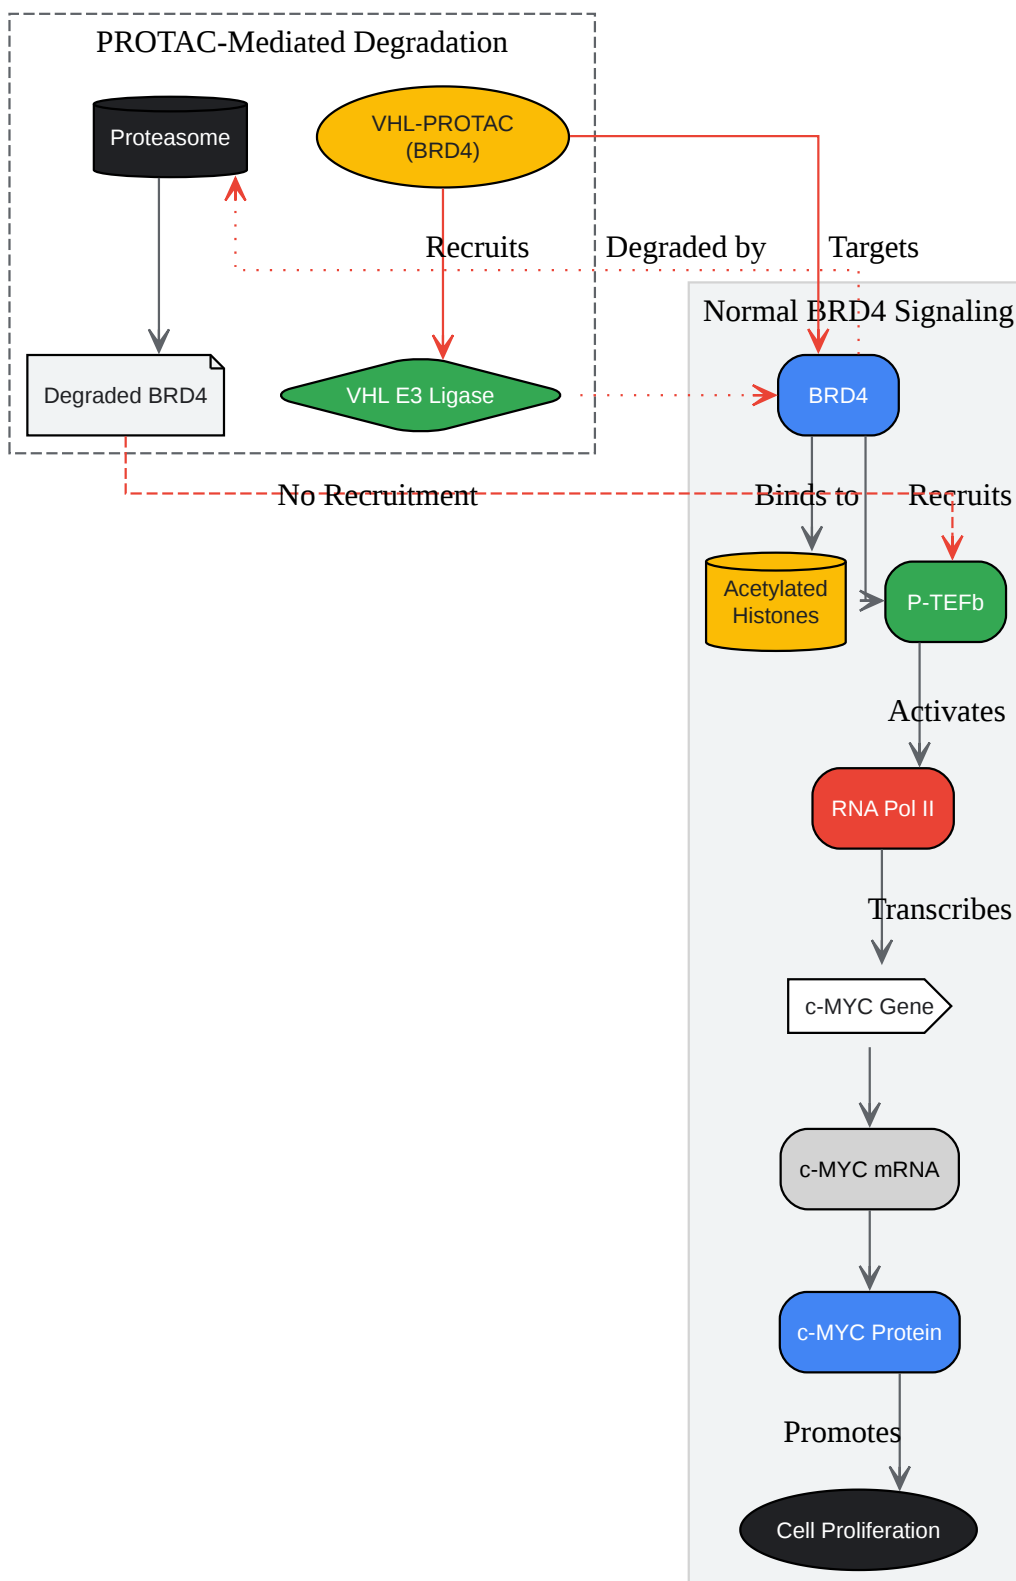 PROTAC-Mediated Degradation
Proteasome
VHL-PROTAC
(BRD4)
Recruits
Degraded by
Targets
Normal BRD4 Signaling
Degraded BRD4
VHL E3 Ligase
BRD4
No Recruitment
Binds to
Recruits
Acetylated
Histones
P-TEFb
Activates
RNA Pol II
Transcribes
c-MYC Gene
c-MYC mRNA
c-MYC Protein
Promotes
Cell Proliferation